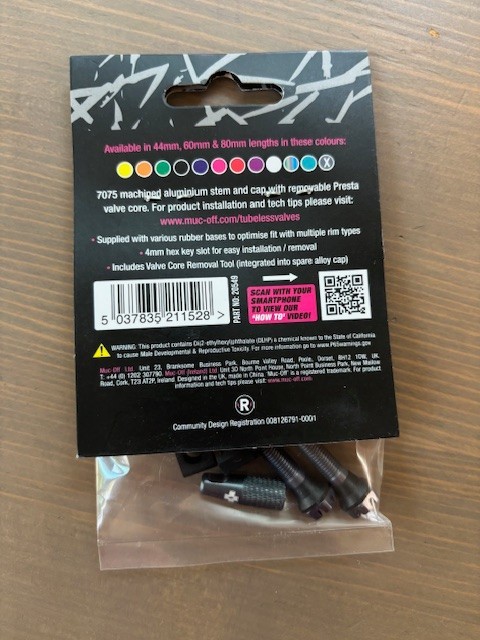 Available in 44mm, 60mm & 80mm lengths in these colours:
X
7075 machined aluminium stem and cap with removable Presta
valve core. For product installation and tech tips please visit:
www.muc-off.com/tubelessvalves
• Supplied with various rubber bases to optimise fit with multiple rim types
• 4mm hex key slot for easy installation / removal
• Includes Valve Core Removal Tool (integrated into spare alloy cap)
5 037835 211528 >
PART NO: 20549
SCAN WITH YOUR
SMARTPHONE
TO VIEW OUR
'HOW TO' VIDEO!
WARNING: This product contains Di(2-ethylhexyl)phthalate (DEHP) a chemical known to the State of California
to cause Male Developmental & Reproductive Toxicity. For more information go to www.P65warnings.gov
Muc-Off Ltd. Unit 23, Branksome Business Park, Bourne Valley Road, Poole, Dorset, BH12 1DW, UK.
T: +44 (0) 1202 307790. Muc-Off (Ireland) Ltd Unit 3D North Point House, North Point Business Park, New Mallow
Road, Cork, T23 AT2P, Ireland. Designed in the UK, made in China. 'Muc-Off' is a registered trademark. For product
information and tech tips please visit: www.muc-off.com.
R
Community Design Registration 008126791-0001